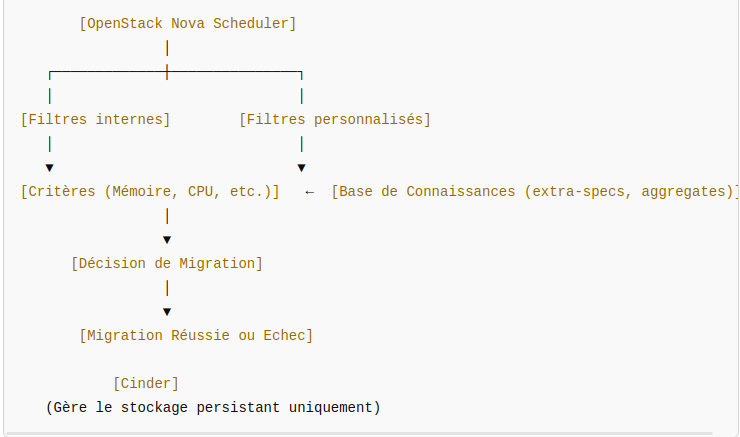 [OpenStack Nova Scheduler]
[Filtres internes] [Filtres personnalisés]
[Critères (Mémoire, CPU, etc.)] ← [Base de Connaissances (extra-specs, aggregates)]
[Décision de Migration]
[Migration Réussie ou Echec]
[Cinder]
(Gère le stockage persistant uniquement)